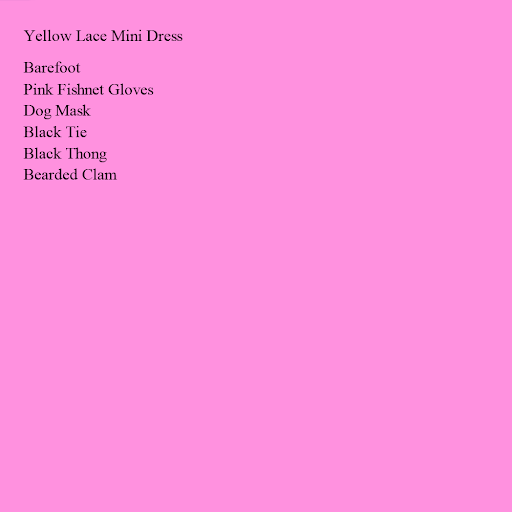 Yellow Lace Mini Dress
Barefoot
Pink Fishnet Gloves
Dog Mask
Black Tie
Black Thong
Bearded Clam